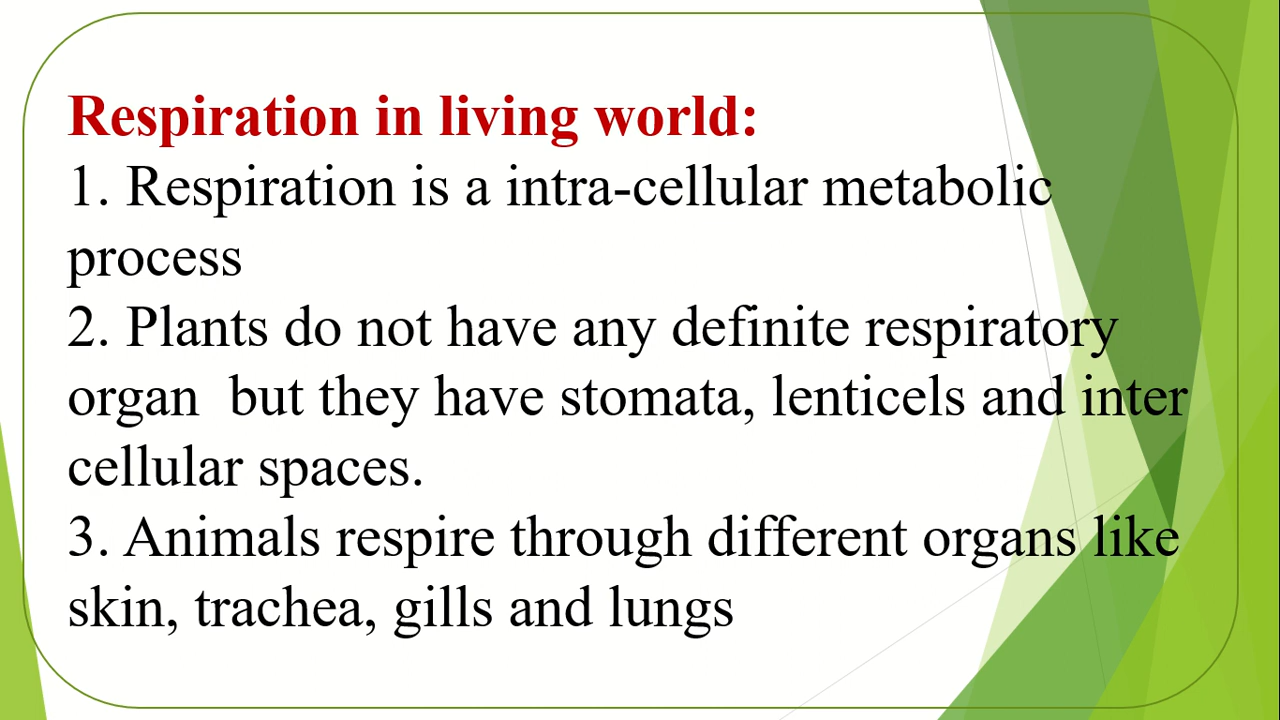 Respiration in living world:
1. Respiration is a intra-cellular metabolic
process
2. Plants do not have any definite respiratory
organ  but they have stomata, lenticels and inter
cellular spaces.
3. Animals respire through different organs like
skin, trachea, gills and lungs